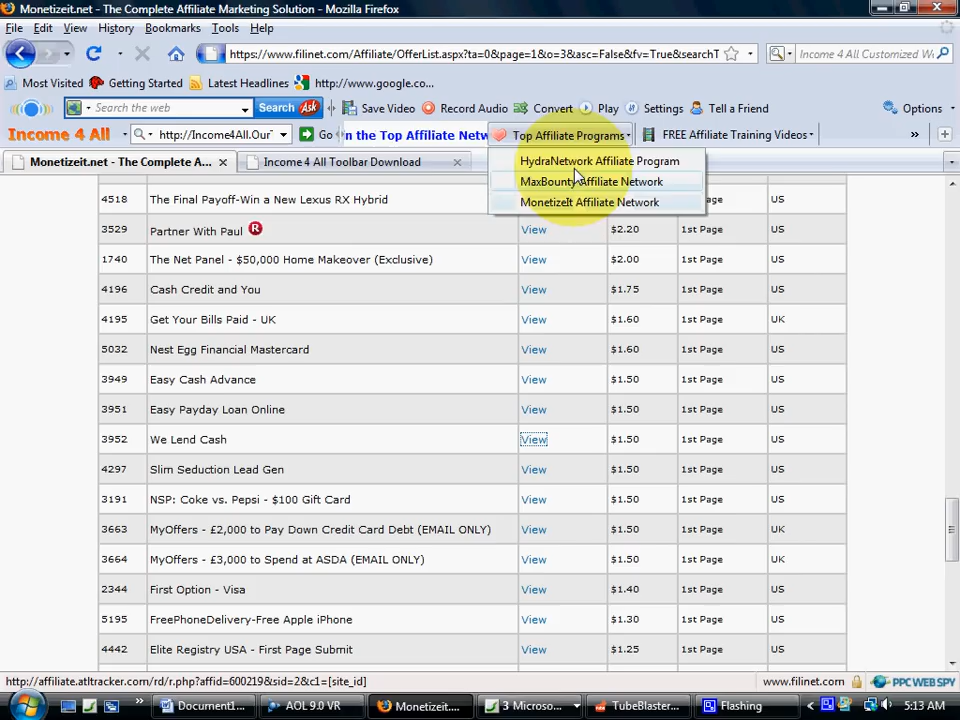 Monetizeit.net - The Complete Affiliate Marketing Solution - Mozilla Firefox
File Edit View History Bookmarks Tools Help
https://www.filinet.com/Affiliate/OfferList.aspx?ta=0&page=1&o=3&asc=False&fv=True&searchT
Income 4 All Customized W
Most Visited Getting Started Latest Headlines http://www.google.co...
Search the web Search Ask Save Video Record Audio Convert Play Settings Tell a Friend Options
Income 4 All http://Income4All.OurT Go n the Top Affiliate Netw Top Affiliate Programs FREE Affiliate Training Videos
Monetizeit.net - The Complete A... Income 4 All Toolbar Download
HydraNetwork Affiliate Program
MaxBounty Affiliate Network
MonetizeIt Affiliate Network
4518 The Final Payoff-Win a New Lexus RX Hybrid US
3529 Partner With Paul R View $2.20 1st Page US
1740 The Net Panel - $50,000 Home Makeover (Exclusive) View $2.00 1st Page US
4196 Cash Credit and You View $1.75 1st Page US
4195 Get Your Bills Paid - UK View $1.60 1st Page UK
5032 Nest Egg Financial Mastercard View $1.60 1st Page US
3949 Easy Cash Advance View $1.50 1st Page US
3951 Easy Payday Loan Online View $1.50 1st Page US
3952 We Lend Cash View $1.50 1st Page US
4297 Slim Seduction Lead Gen View $1.50 1st Page US
3191 NSP: Coke vs. Pepsi - $100 Gift Card View $1.50 1st Page US
3663 MyOffers - £2,000 to Pay Down Credit Card Debt (EMAIL ONLY) View $1.50 1st Page UK
3664 MyOffers - £3,000 to Spend at ASDA (EMAIL ONLY) View $1.50 1st Page UK
2344 First Option - Visa View $1.40 1st Page US
5195 FreePhoneDelivery-Free Apple iPhone View $1.30 1st Page US
4442 Elite Registry USA - First Page Submit View $1.25 1st Page US
http://affiliate.atltracker.com/rd/r.php?affid=600219&sid=2&c1=[site_id] www.filinet.com PPC WEB SPY
Document1... AOL 9.0 VR Monetizeit.... 3 Microso... TubeBlaster... Flashing 5:13 AM